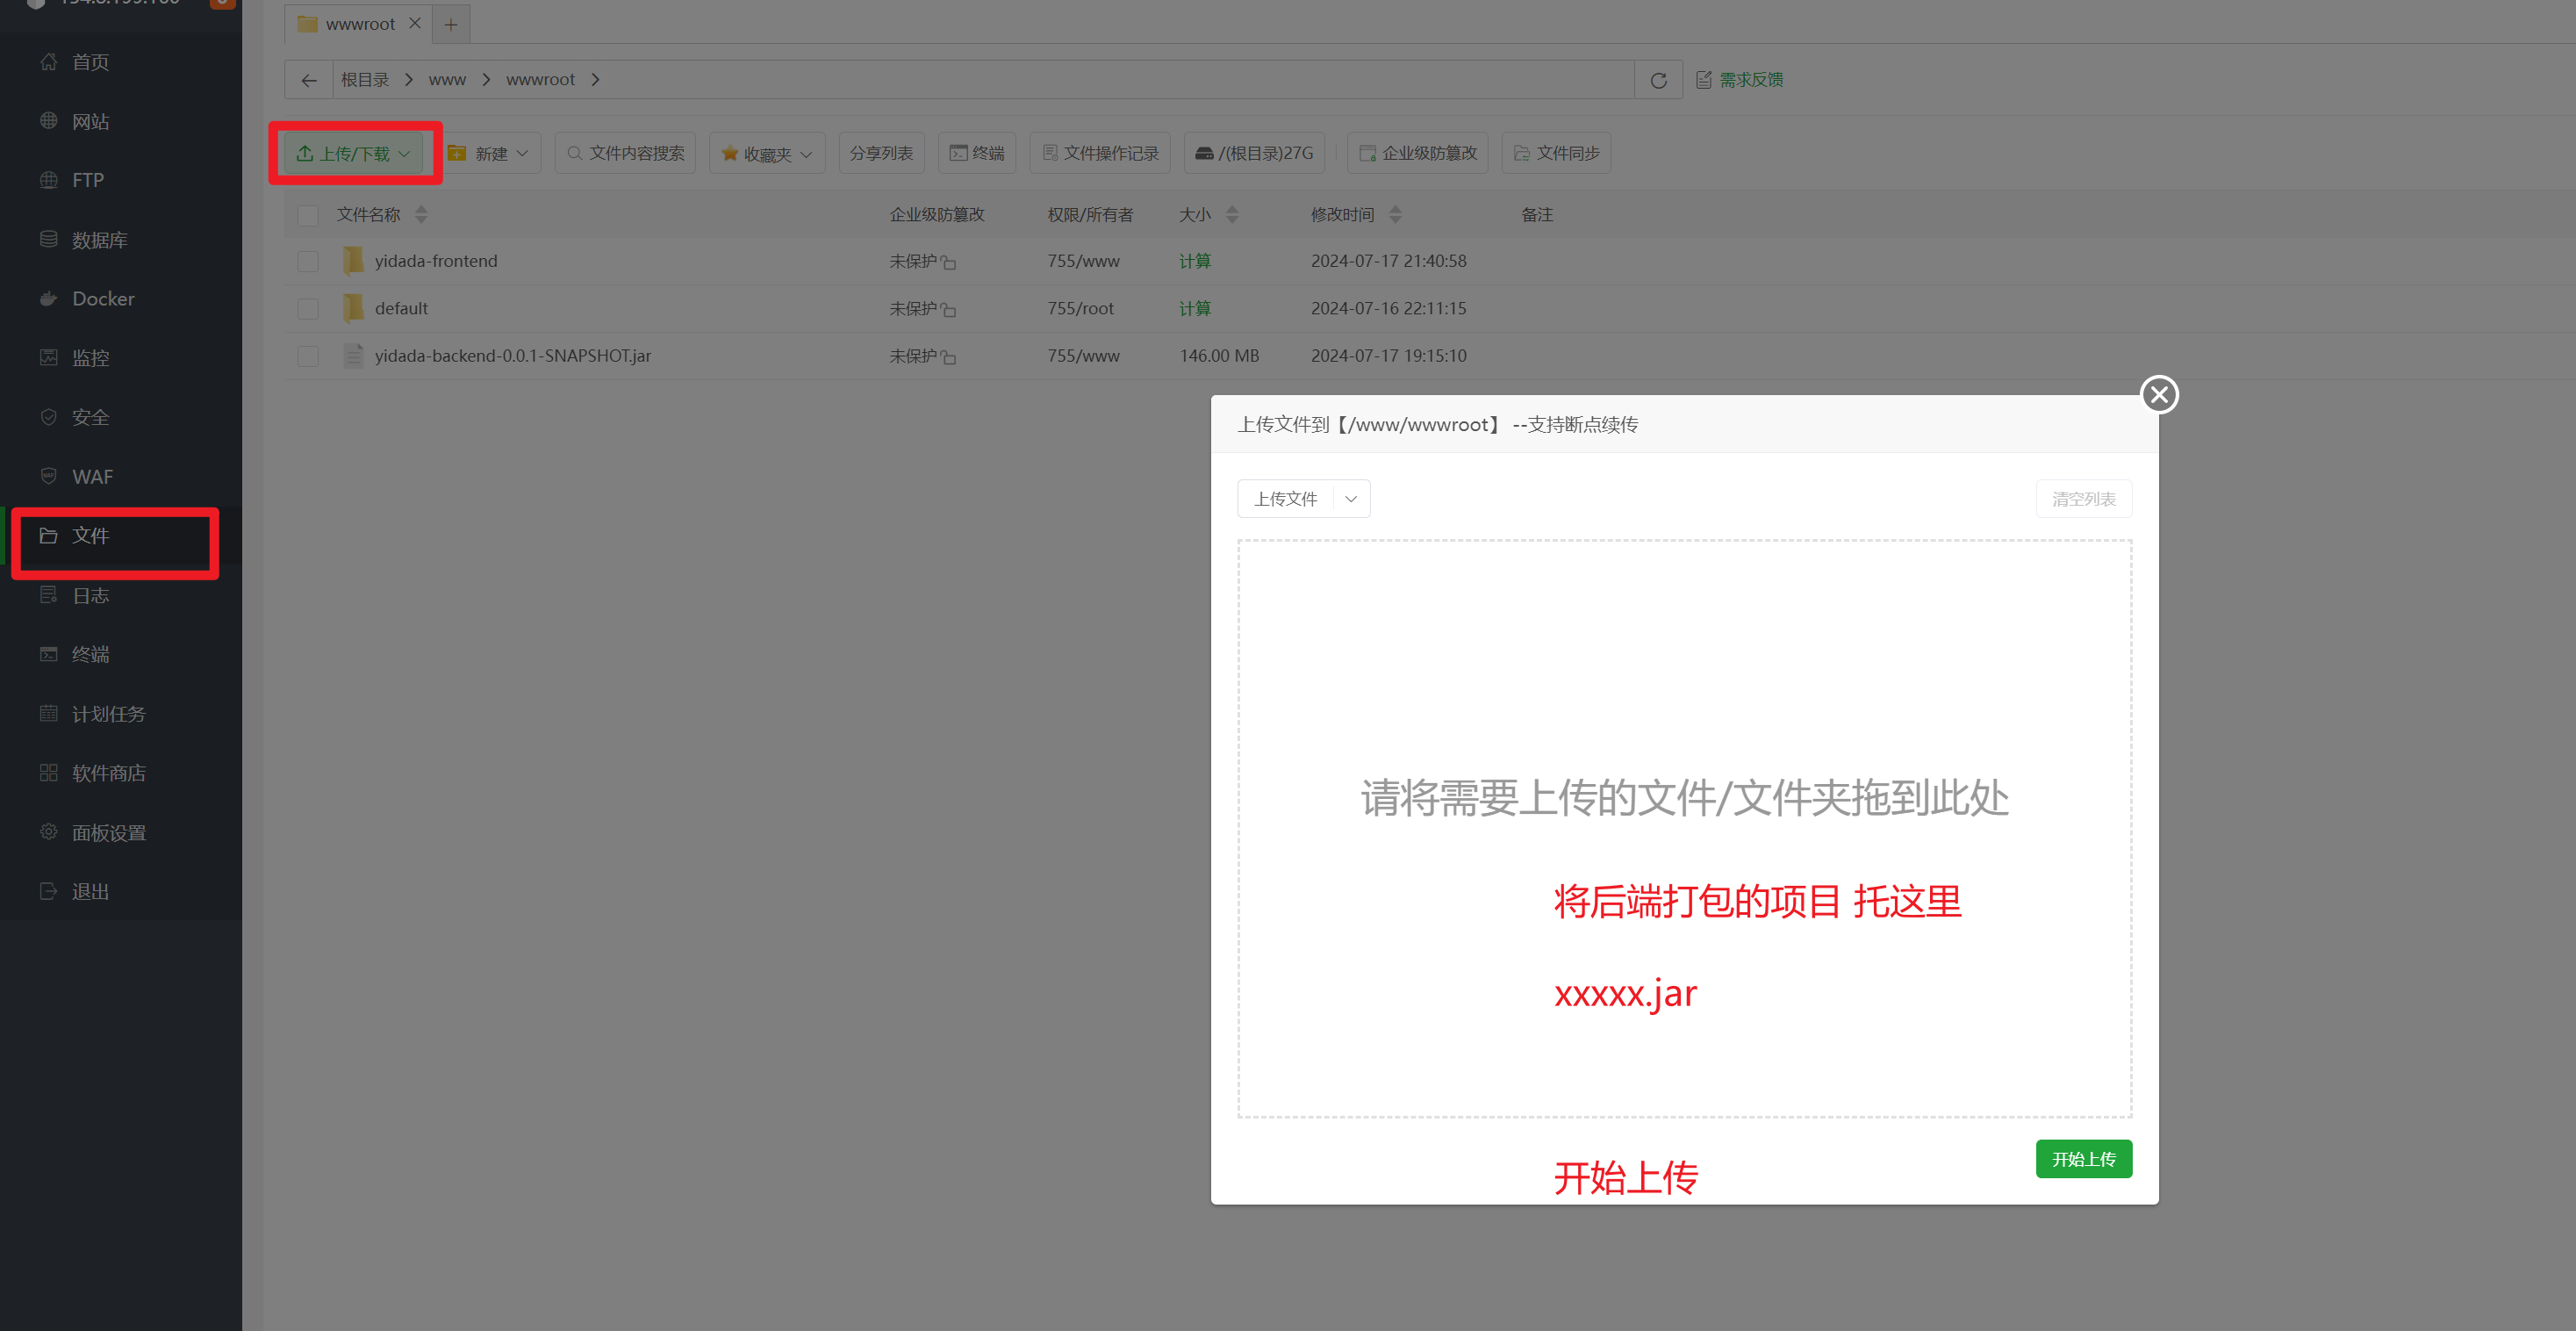 首页
网站
FTP
数据库
Docker
监控
安全
WAF
文件
日志
终端
计划任务
软件商店
面板设置
退出
wwwroot
根目录 www wwwroot 需求反馈
上传/下载 新建 文件内容搜索 收藏夹 分享列表 终端 文件操作记录 /(根目录)27G 企业级防篡改 文件同步
文件名称 企业级防篡改 权限/所有者 大小 修改时间 备注
yidada-frontend 未保护 755/www 计算 2024-07-17 21:40:58
default 未保护 755/root 计算 2024-07-16 22:11:15
yidada-backend-0.0.1-SNAPSHOT.jar 未保护 755/www 146.00 MB 2024-07-17 19:15:10
上传文件到【/www/wwwroot】 --支持断点续传
上传文件 清空列表
请将需要上传的文件/文件夹拖到此处
将后端打包的项目 托这里
xxxxx.jar
开始上传
开始上传